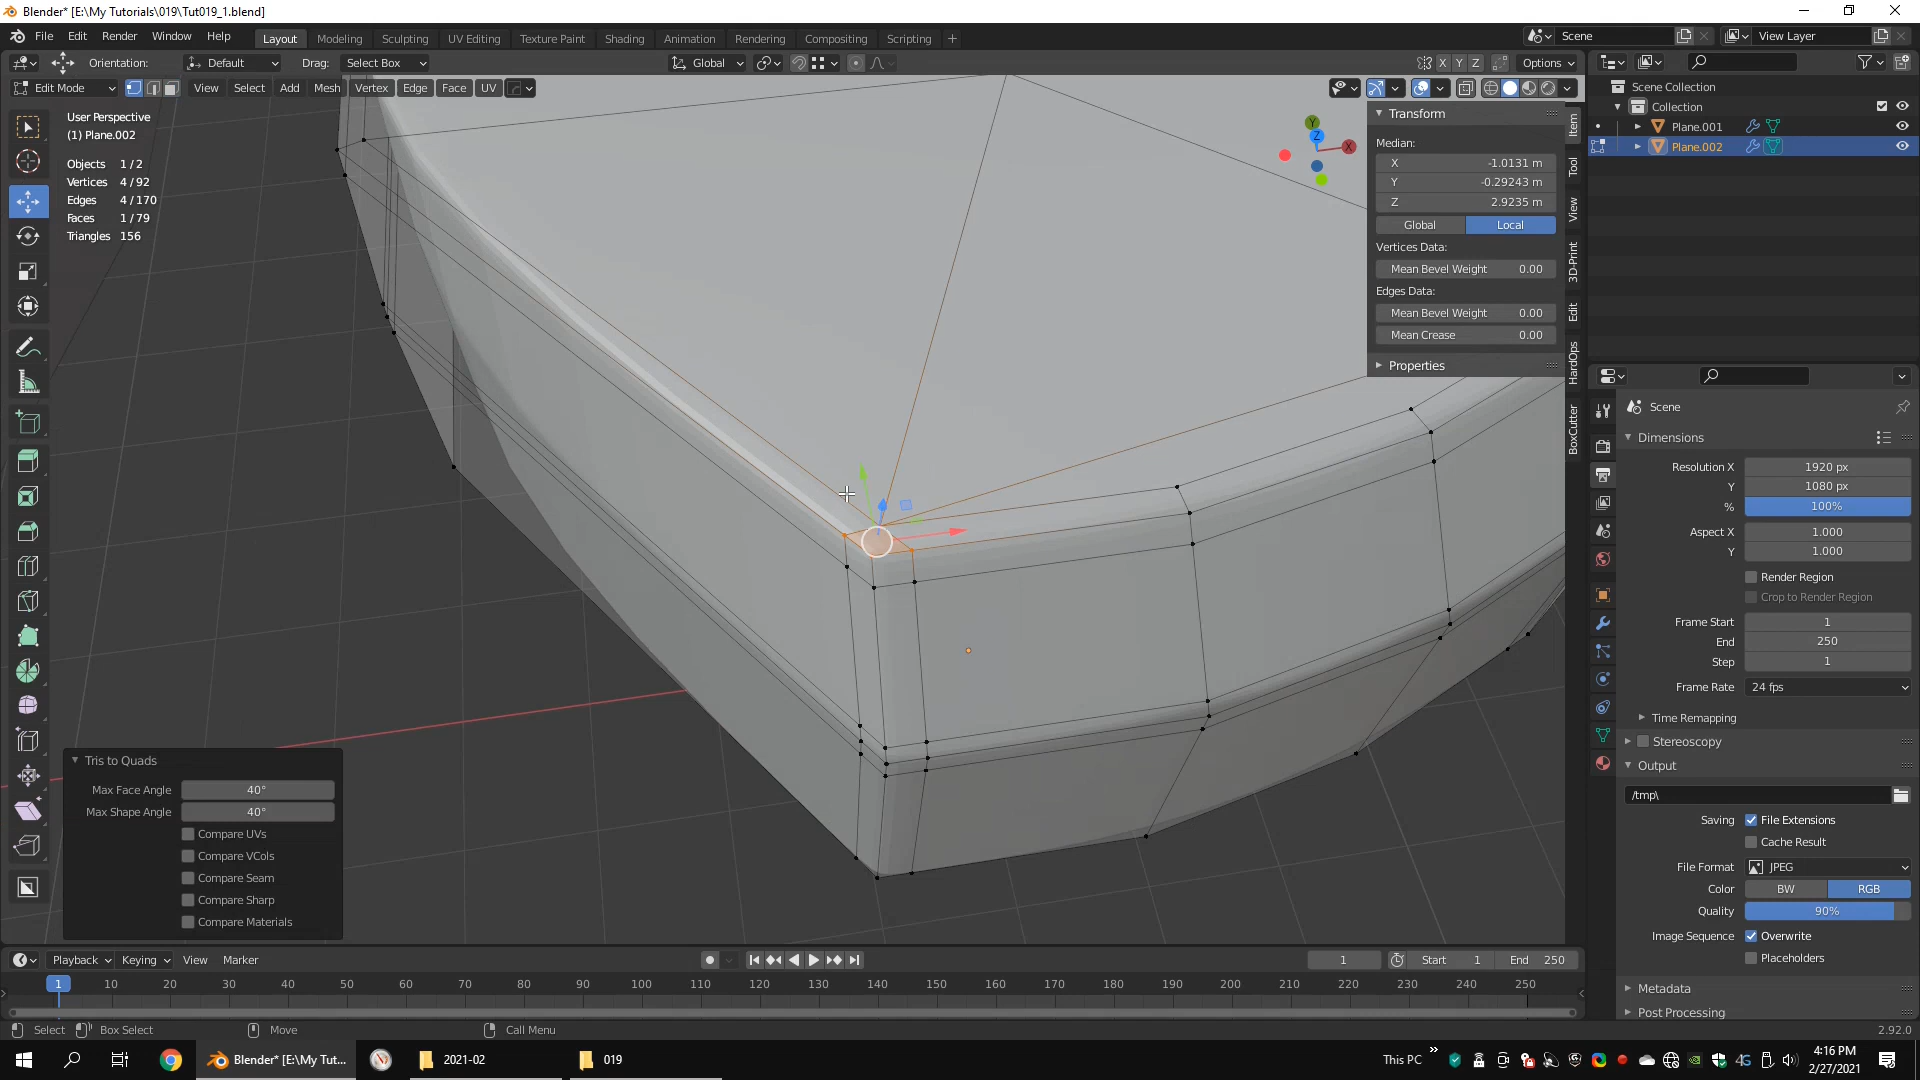 Blender* [E:\My Tutorials\019\Tut019_1.blend]
File Edit Render Window Help
Layout Modeling Sculpting UV Editing Texture Paint Shading Animation Rendering Compositing Scripting +
Scene
View Layer
Orientation: Default Drag: Select Box
Global
X Y Z Options
Edit Mode View Select Add Mesh Vertex Edge Face UV
User Perspective
(1) Plane.002
Objects 1 / 2
Vertices 4 / 92
Edges 4 / 170
Faces 1 / 79
Triangles 156
Y
Z
X
Transform
Median:
X -1.0131 m
Y -0.29243 m
Z 2.9235 m
Global Local
Vertices Data:
Mean Bevel Weight 0.00
Edges Data:
Mean Bevel Weight 0.00
Mean Crease 0.00
Properties
Item
Tool
View
3D-Print
Edit
HardOps
BoxCutter
Scene Collection
Collection
Plane.001
Plane.002
Scene
Dimensions
Resolution X 1920 px
Y 1080 px
% 100%
Aspect X 1.000
Y 1.000
Render Region
Crop to Render Region
Frame Start 1
End 250
Step 1
Frame Rate 24 fps
Time Remapping
Stereoscopy
Output
/tmp\
Saving File Extensions
Cache Result
File Format JPEG
Color BW RGB
Quality 90%
Image Sequence Overwrite
Placeholders
Metadata
Post Processing
Tris to Quads
Max Face Angle 40°
Max Shape Angle 40°
Compare UVs
Compare VCols
Compare Seam
Compare Sharp
Compare Materials
Playback Keying View Marker
1 Start 1 End 250
1 10 20 30 40 50 60 70 80 90 100 110 120 130 140 150 160 170 180 190 200 210 220 230 240 250
Select Box Select Move Call Menu
2.92.0
Blender* [E:\My Tut...
2021-02
019
This PC
»
4G
4:16 PM
2/27/2021